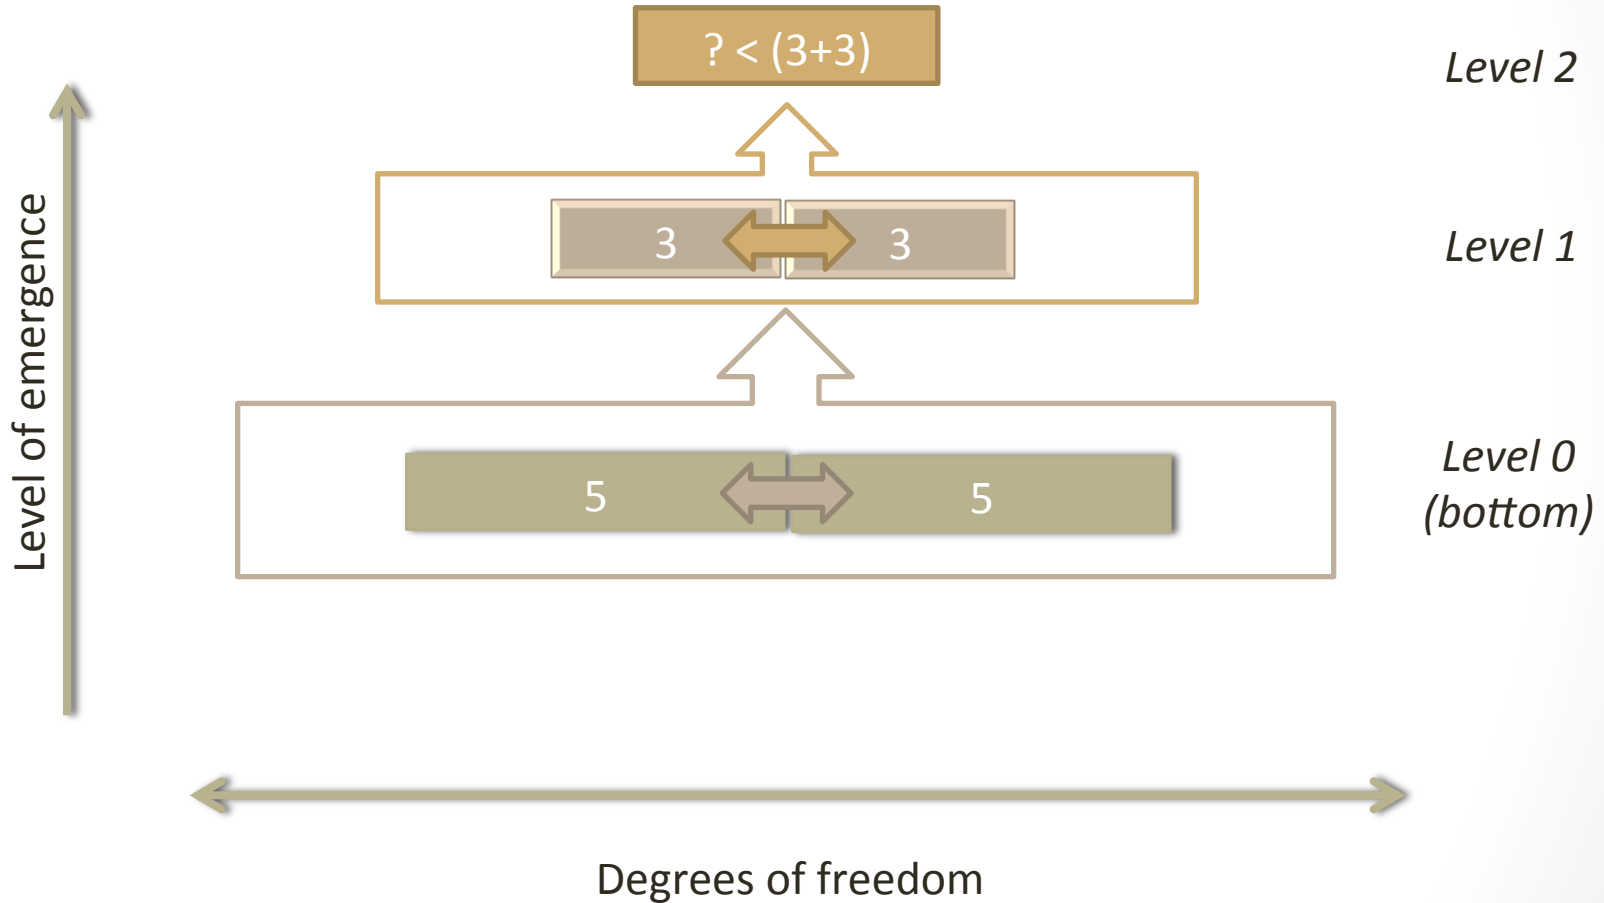 ? < (3+3)
Level 2
3
3
Level 1
Level of emergence
5
5
Level 0
(bottom)
Degrees of freedom